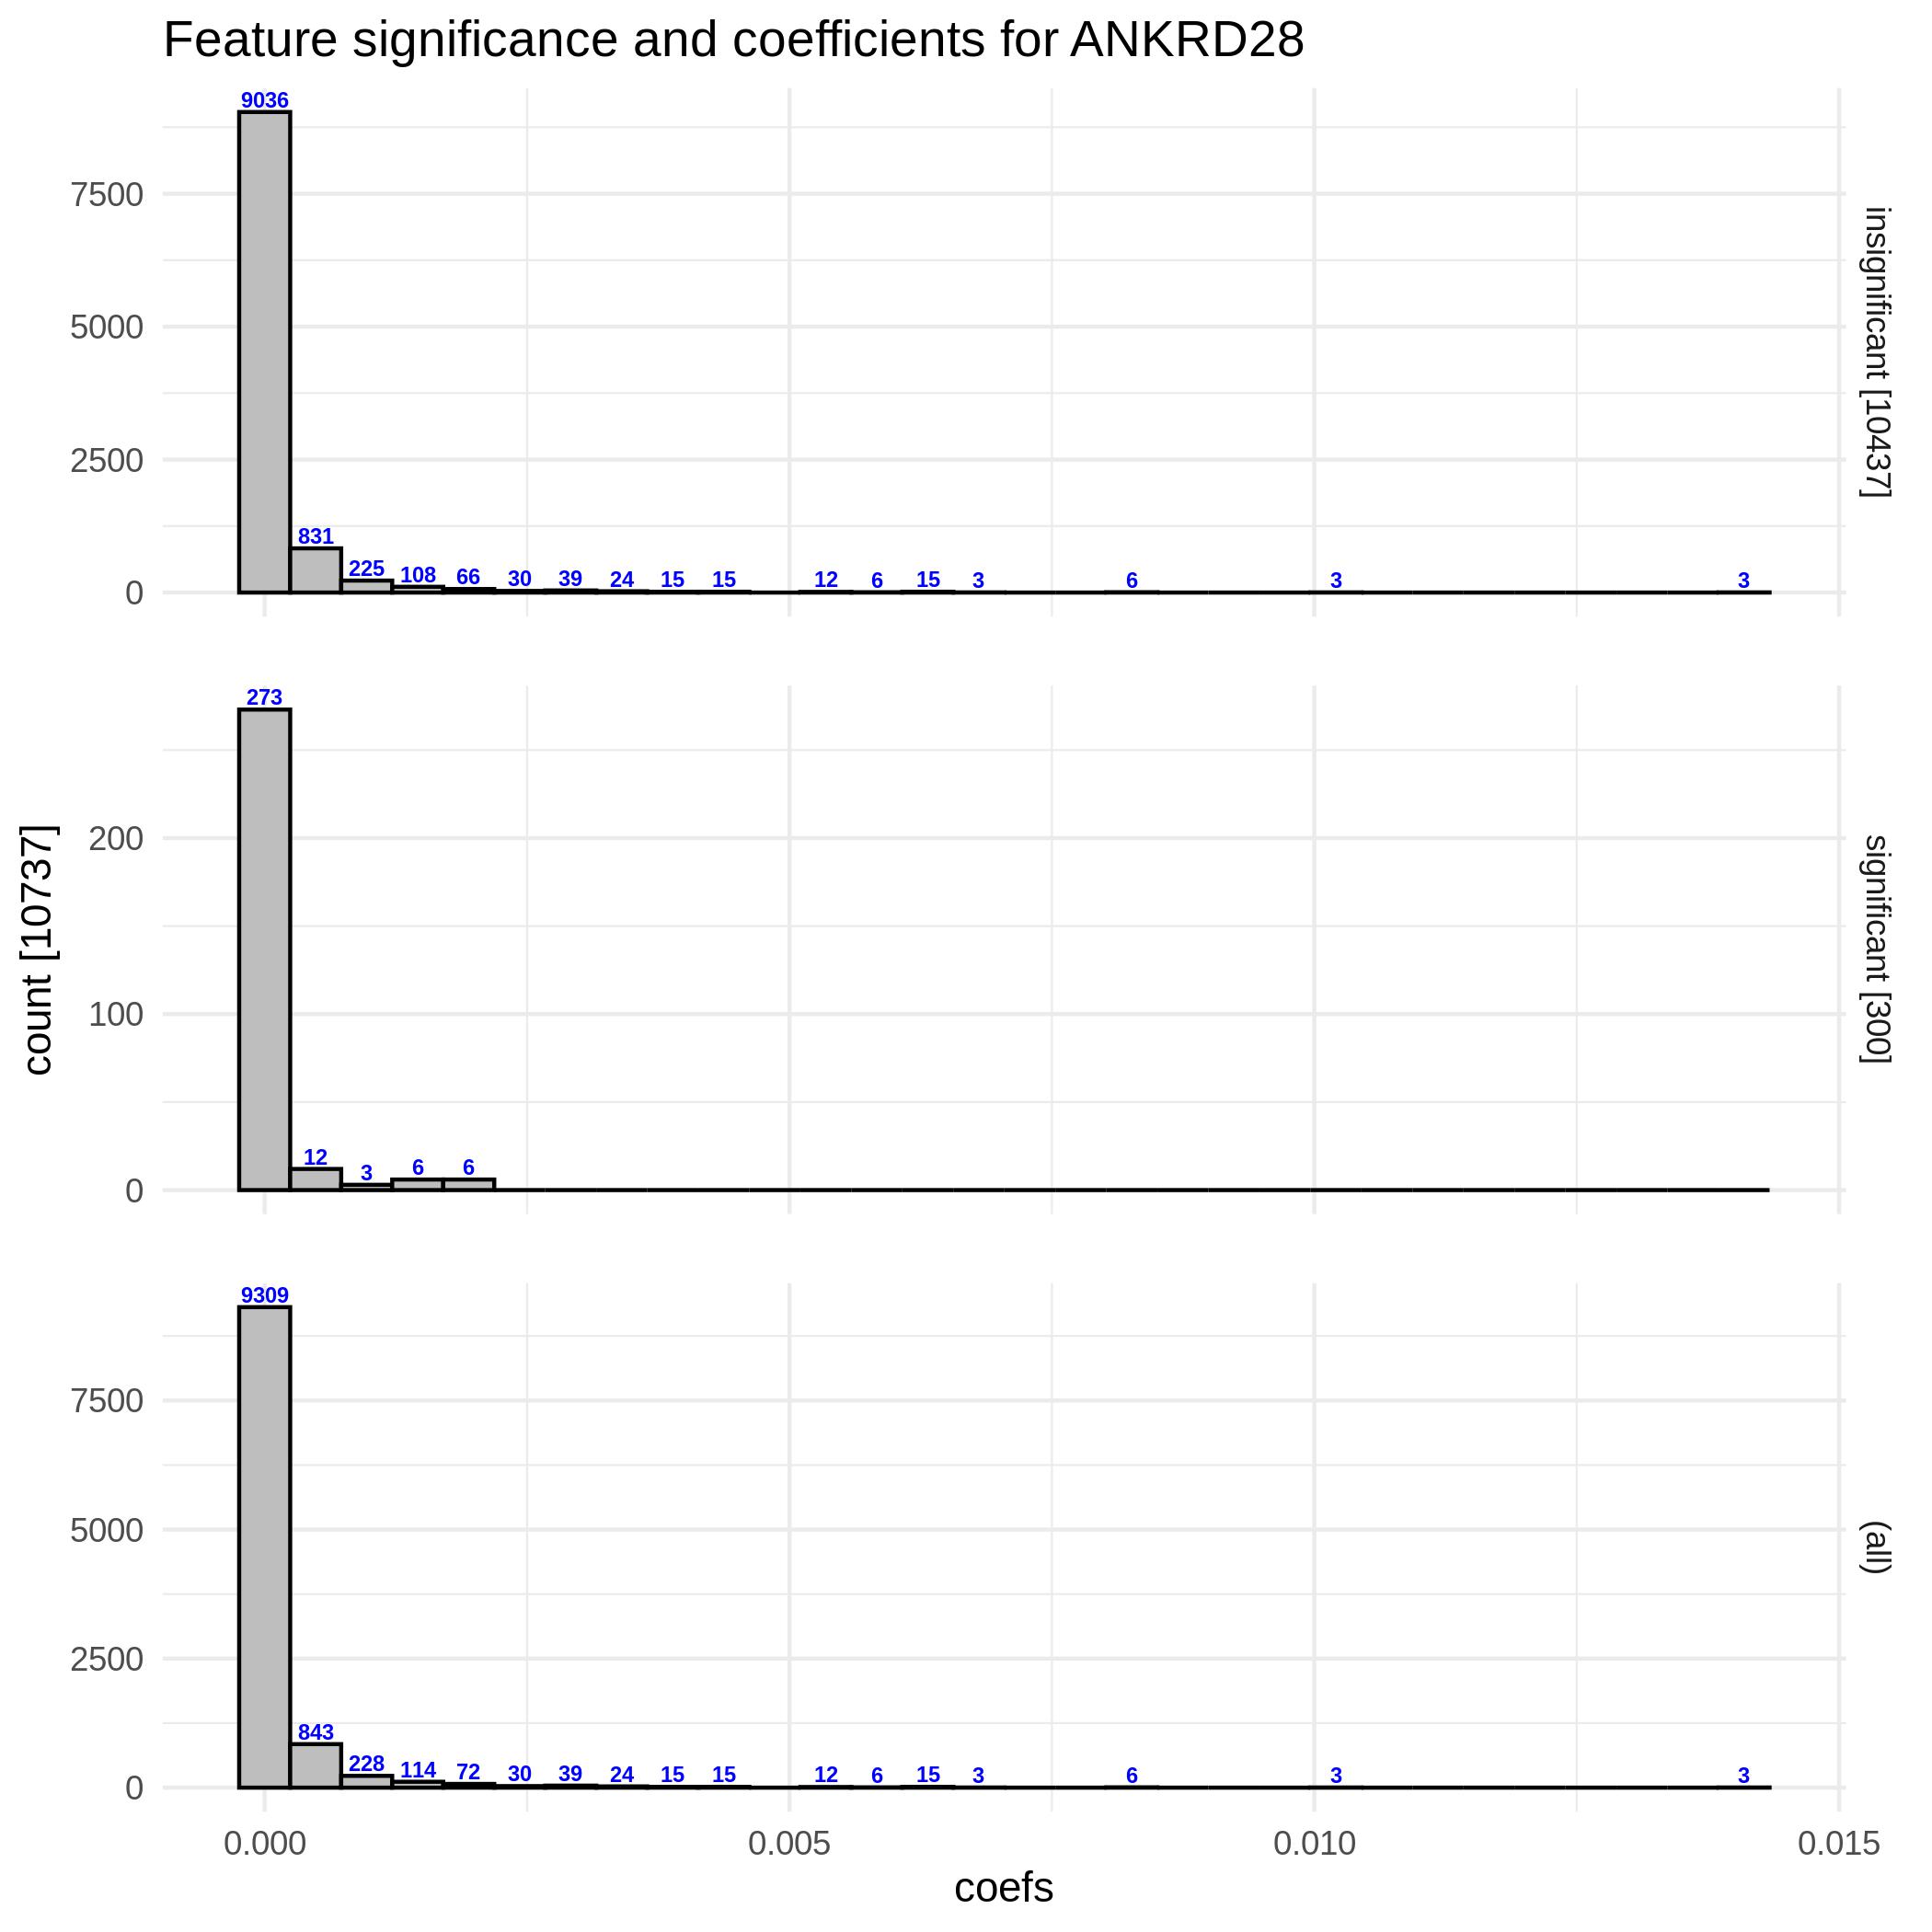 Feature significance and coefficients for ANKRD28
9036
7500
5000
2500
831
225 108 66 30 39 24 15 15 12 6 15 3 6 3 3
0
insignificant [10437]
273
200
100
12 3 6 6
0
significant [300]
count [10737]
9309
7500
5000
2500
843
228 114 72 30 39 24 15 15 12 6 15 3 6 3 3
0
(all)
0.000 0.005 0.010 0.015
coefs